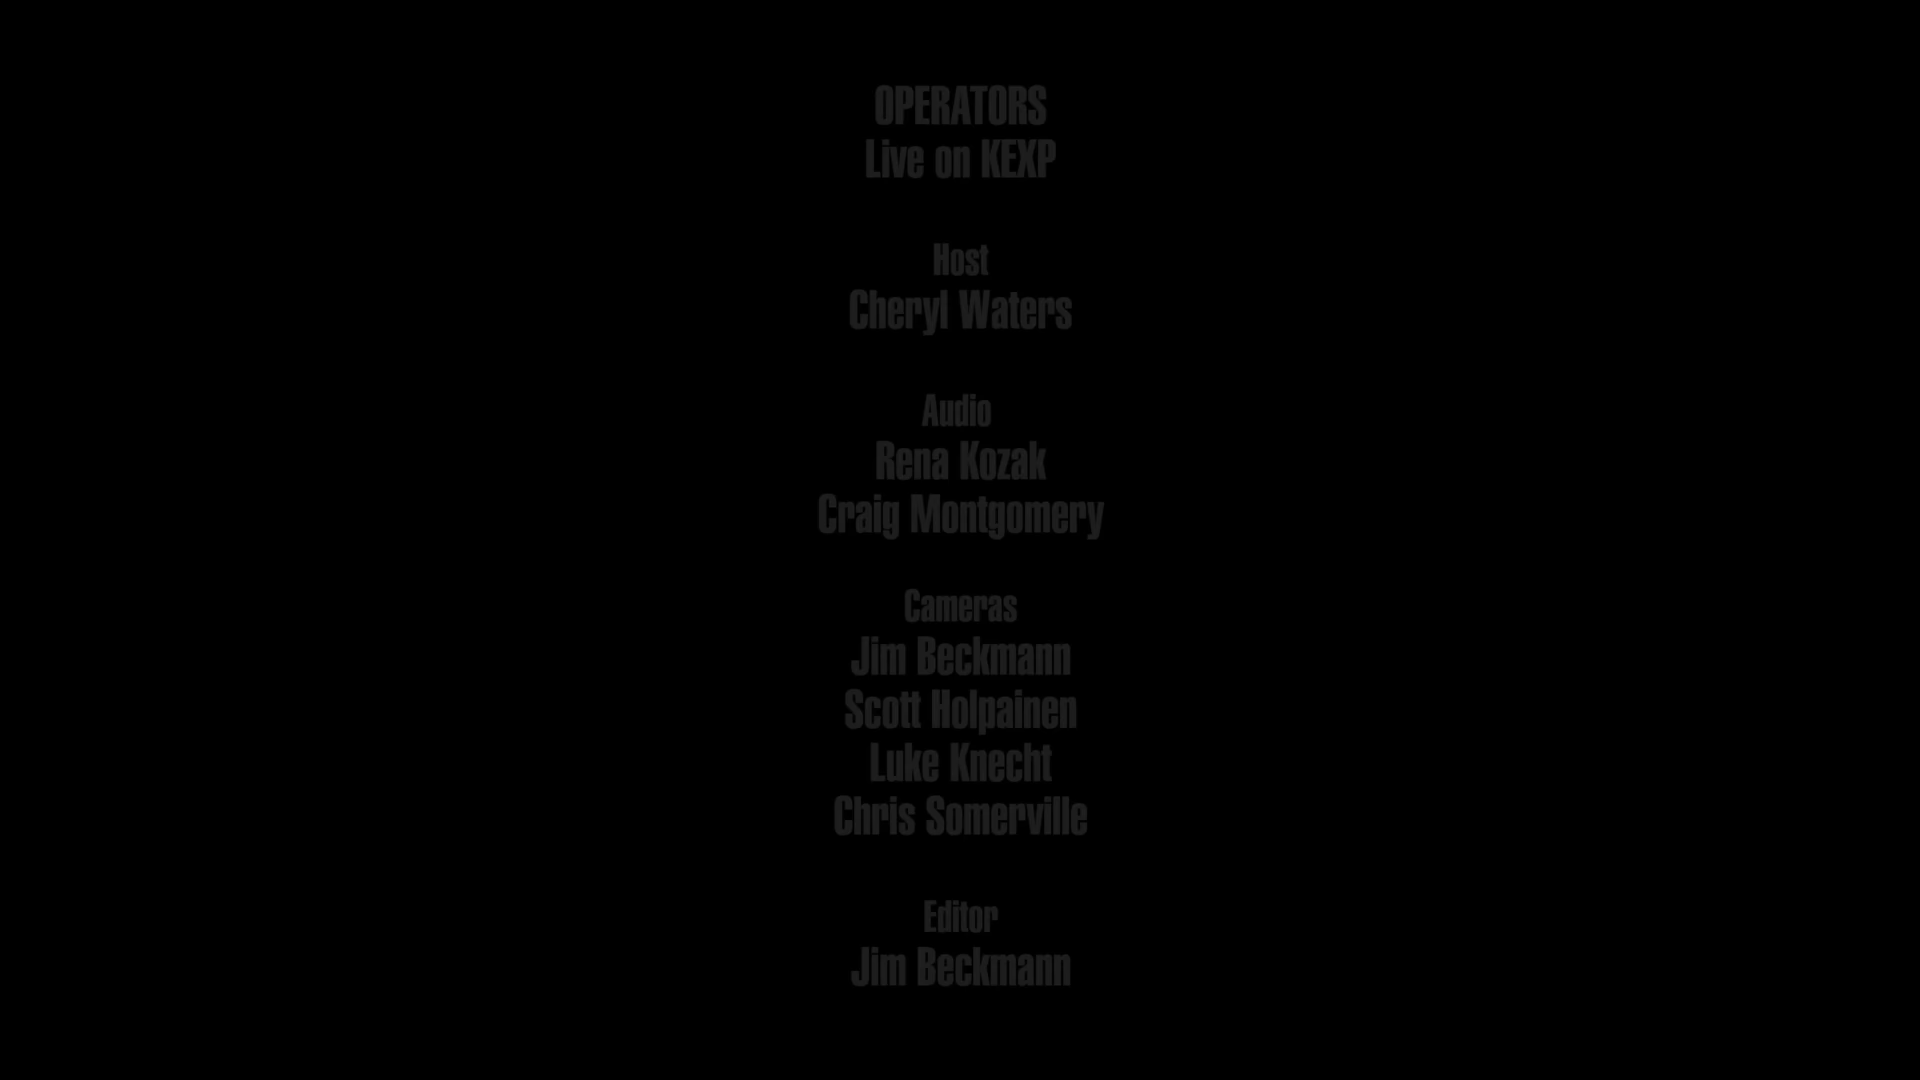 OPERATORS
Live on KEXP
Host
Cheryl Waters
Audio
Rena Kozak
Craig Montgomery
Cameras
Jim Beckmann
Scott Holpainen
Luke Knecht
Chris Somerville
Editor
Jim Beckmann